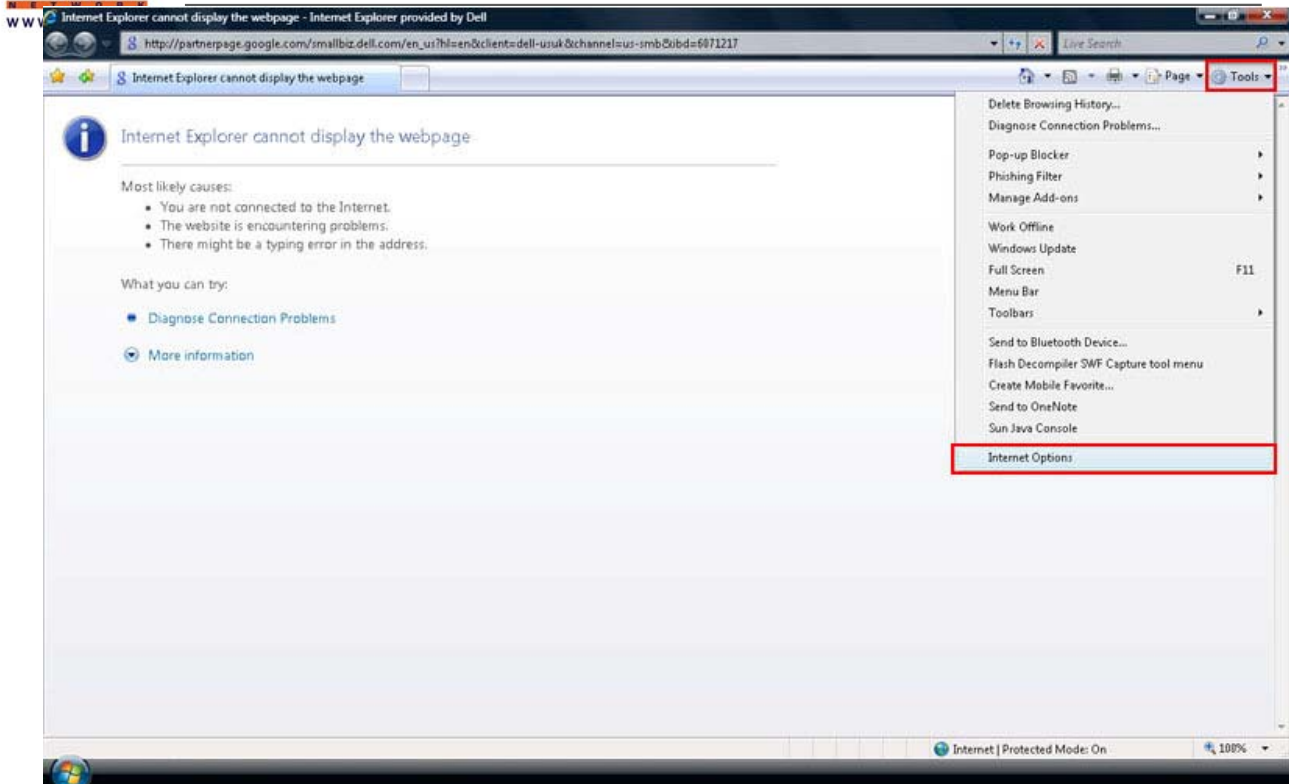 NETWORK
WWW
Internet Explorer cannot display the webpage - Internet Explorer provided by Dell
http://partnerpage.google.com/smallbiz.dell.com/en_us?hl=en&client=dell-usuk&channel=us-smb&ibd=6071217
Live Search
Internet Explorer cannot display the webpage
Page
Tools
Internet Explorer cannot display the webpage
Most likely causes:
• You are not connected to the Internet.
• The website is encountering problems.
• There might be a typing error in the address.
What you can try:
• Diagnose Connection Problems
More information
Delete Browsing History...
Diagnose Connection Problems...
Pop-up Blocker
Phishing Filter
Manage Add-ons
Work Offline
Windows Update
Full Screen F11
Menu Bar
Toolbars
Send to Bluetooth Device...
Flash Decompiler SWF Capture tool menu
Create Mobile Favorite...
Send to OneNote
Sun Java Console
Internet Options
Internet | Protected Mode: On
100%